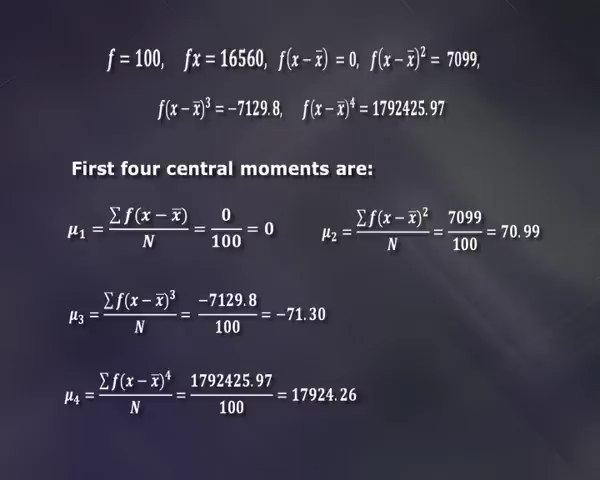 f = 100, fx = 16560, f(x − x̄) = 0, f(x − x̄)² = 7099,
f(x − x̄)³ = −7129.8, f(x − x̄)⁴ = 1792425.97
First four central moments are:
μ₁ = ∑f(x − x̄) / N = 0 / 100 = 0 μ₂ = ∑f(x − x̄)² / N = 7099 / 100 = 70.99
μ₃ = ∑f(x − x̄)³ / N = −7129.8 / 100 = −71.30
μ₄ = ∑f(x − x̄)⁴ / N = 1792425.97 / 100 = 17924.26